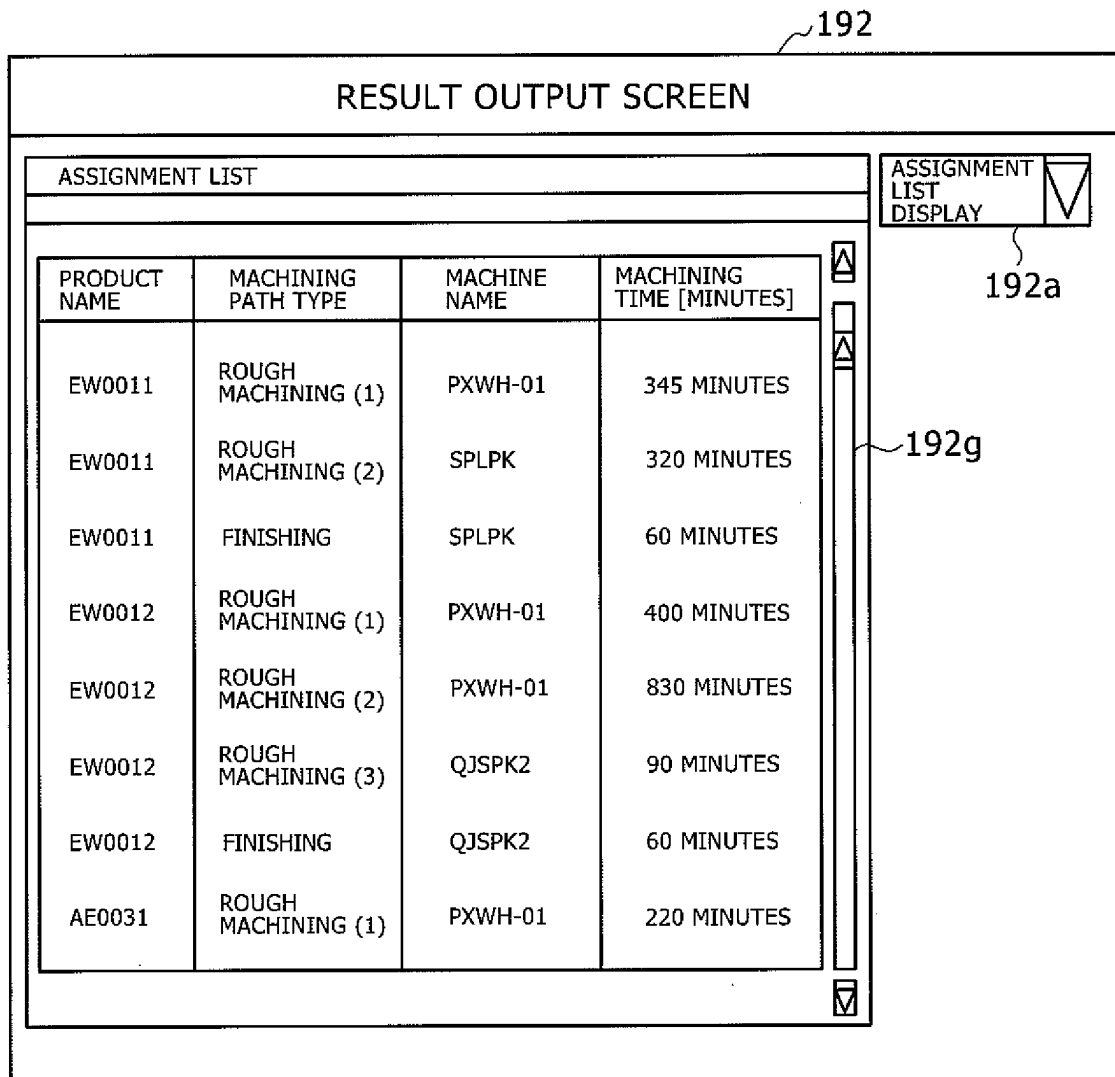 192
RESULT OUTPUT SCREEN
ASSIGNMENT LIST
ASSIGNMENT
LIST
DISPLAY
192a
PRODUCT
NAME
MACHINING
PATH TYPE
MACHINE
NAME
MACHINING
TIME [MINUTES]
EW0011
ROUGH
MACHINING (1)
PXWH-01
345 MINUTES
EW0011
ROUGH
MACHINING (2)
SPLPK
320 MINUTES
192g
EW0011
FINISHING
SPLPK
60 MINUTES
EW0012
ROUGH
MACHINING (1)
PXWH-01
400 MINUTES
EW0012
ROUGH
MACHINING (2)
PXWH-01
830 MINUTES
EW0012
ROUGH
MACHINING (3)
QJSPK2
90 MINUTES
EW0012
FINISHING
QJSPK2
60 MINUTES
AE0031
ROUGH
MACHINING (1)
PXWH-01
220 MINUTES